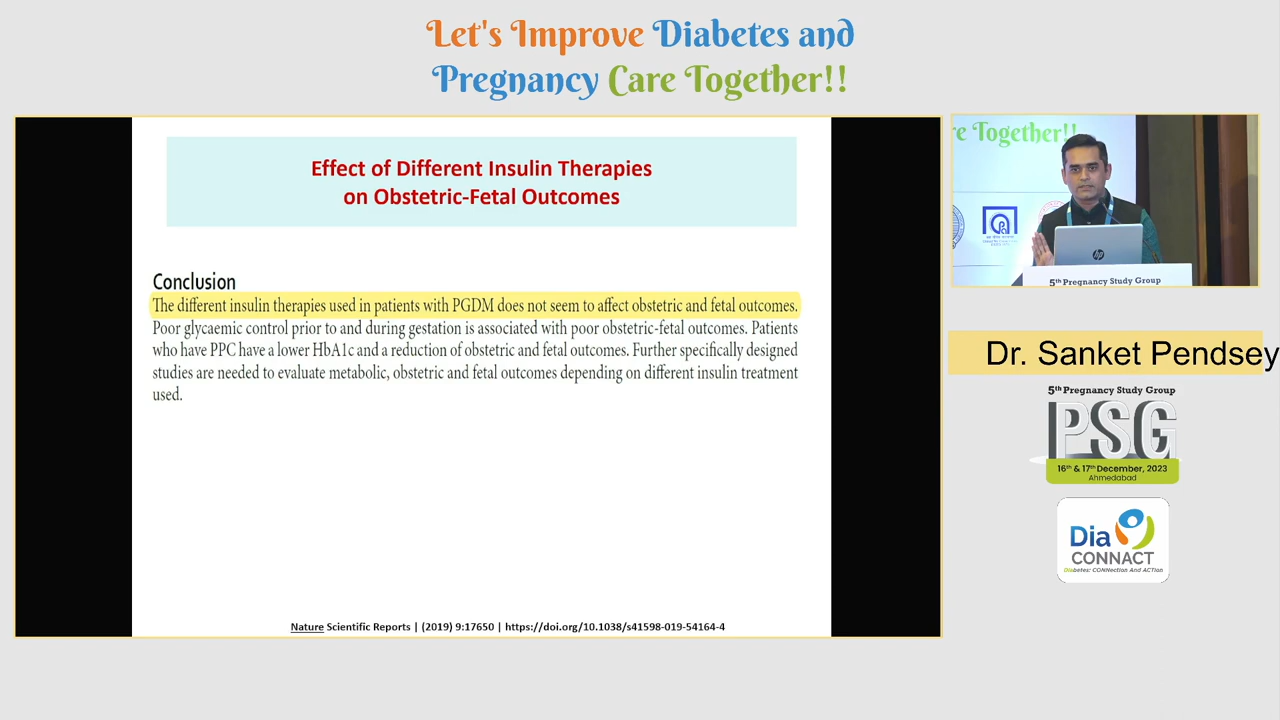 Let's Improve Diabetes and
Pregnancy Care Together!!
Effect of Different Insulin Therapies
on Obstetric-Fetal Outcomes
Conclusion
The different insulin therapies used in patients with PGDM does not seem to affect obstetric and fetal outcomes.
Poor glycaemic control prior to and during gestation is associated with poor obstetric-fetal outcomes. Patients
who have PPC have a lower HbA1c and a reduction of obstetric and fetal outcomes. Further specifically designed
studies are needed to evaluate metabolic, obstetric and fetal outcomes depending on different insulin treatment
used.
Nature Scientific Reports | (2019) 9:17650 | https://doi.org/10.1038/s41598-019-54164-4
re Together!!
hp
5th Pregnancy Study Group
Dr. Sanket Pendsey
5th Pregnancy Study Group
PSG
16th & 17th December, 2023
Ahmedabad
Dia
CONNACT
Diabetes: CONNection And ACTion